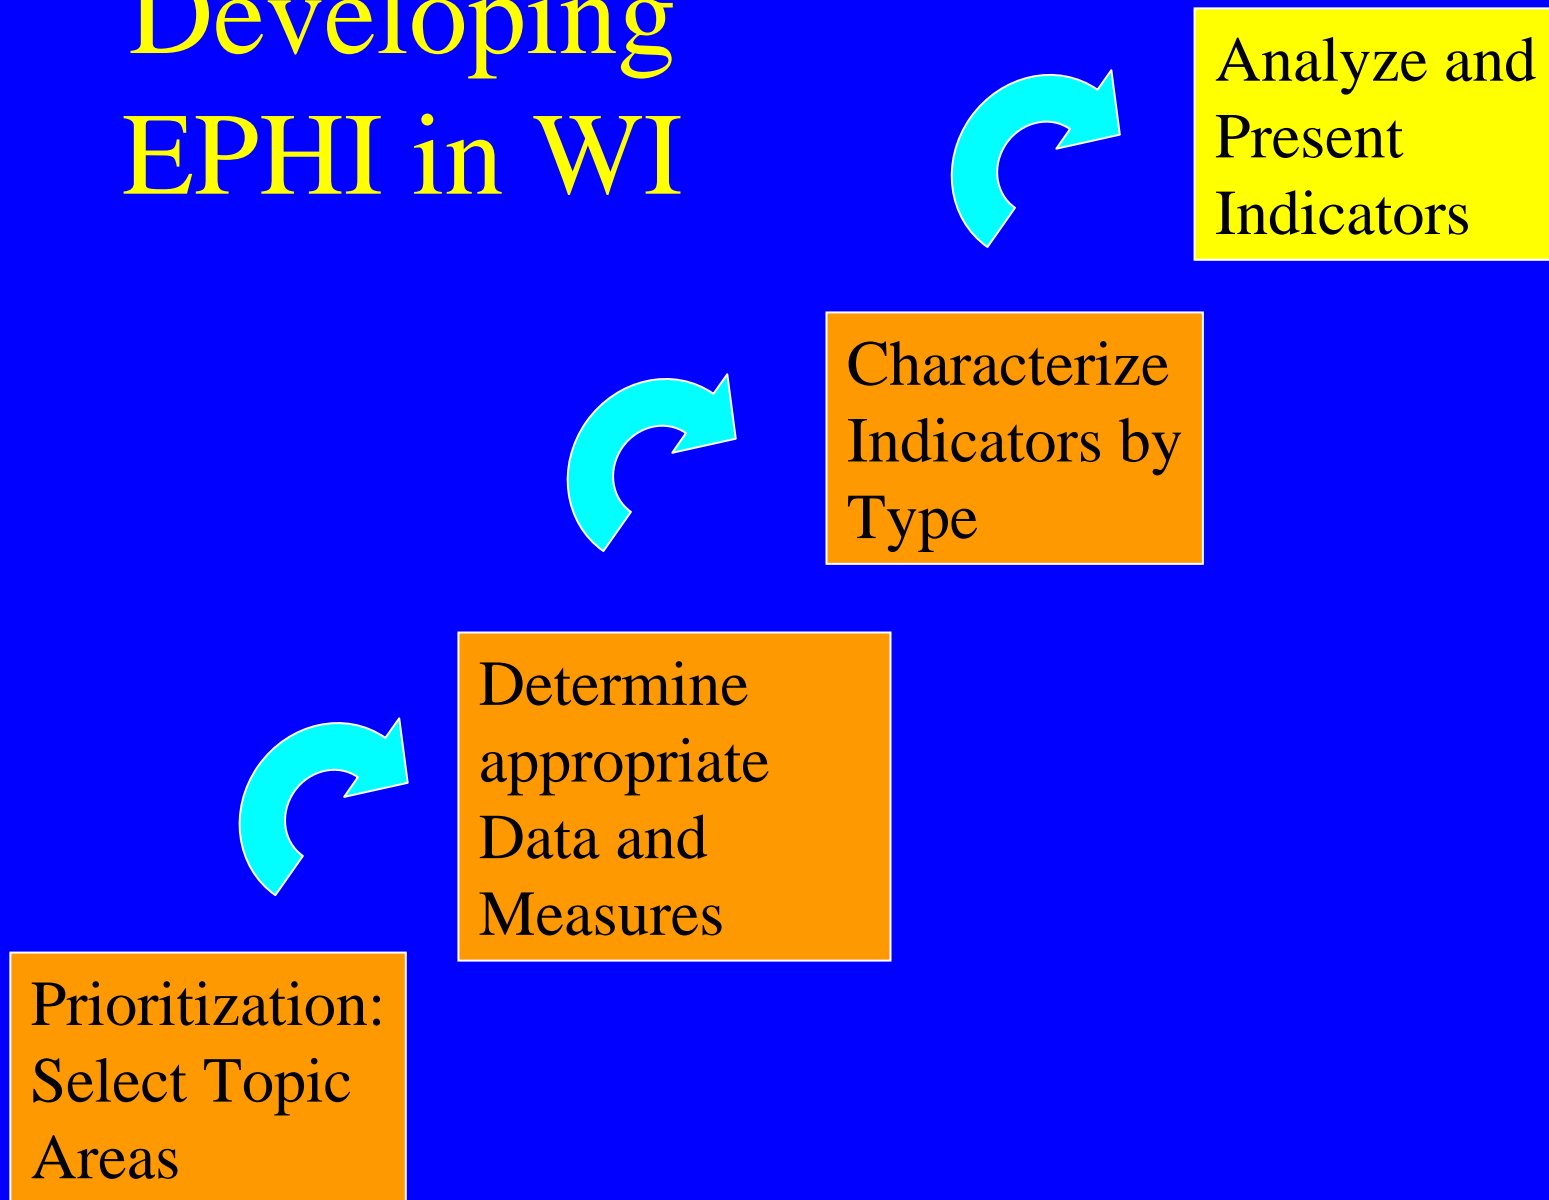 Developing
EPHI in WI
Analyze and
Present
Indicators
Characterize
Indicators by
Type
Determine
appropriate
Data and
Measures
Prioritization:
Select Topic
Areas